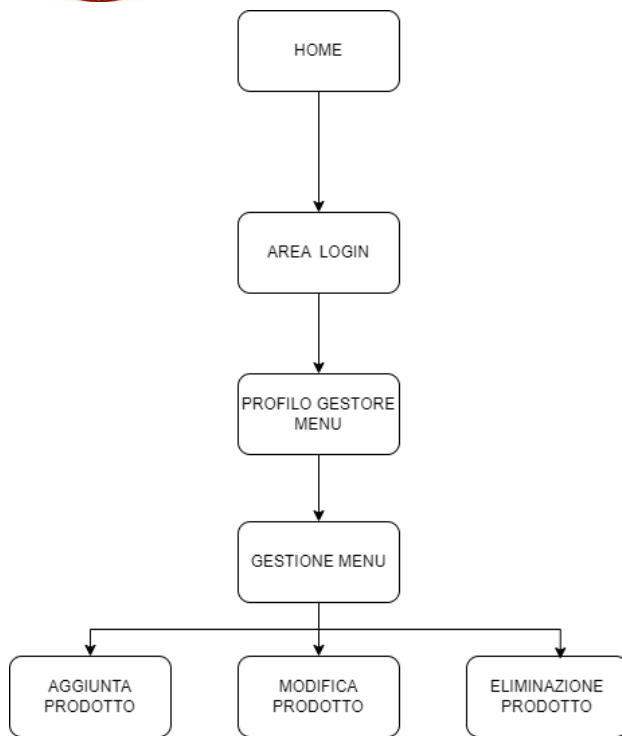 HOME
AREA LOGIN
PROFILO GESTORE
MENU
GESTIONE MENU
AGGIUNTA
PRODOTTO
MODIFICA
PRODOTTO
ELIMINAZIONE
PRODOTTO